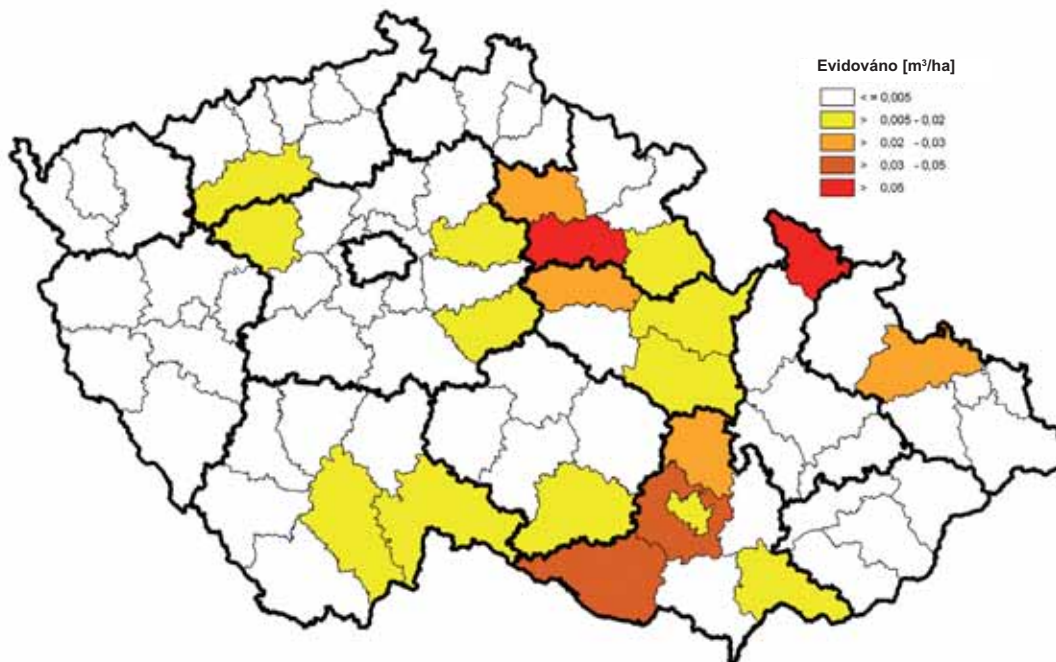 Evidováno [m³/ha]
< = 0,005
> 0,005 - 0,02
> 0,02 - 0,03
> 0,03 - 0,05
> 0,05